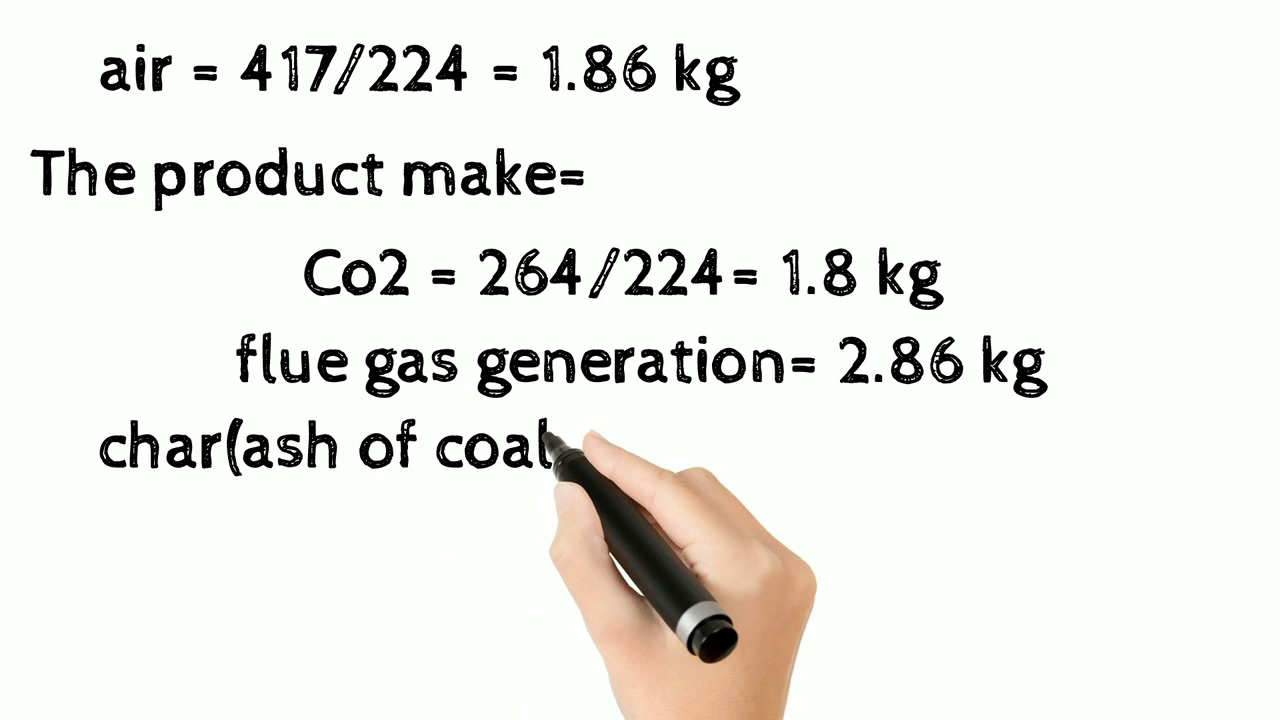 air = 417/224 = 1.86 kg
The product make=
Co2 = 264/224= 1.8 kg
flue gas generation= 2.86 kg
char(ash of coal